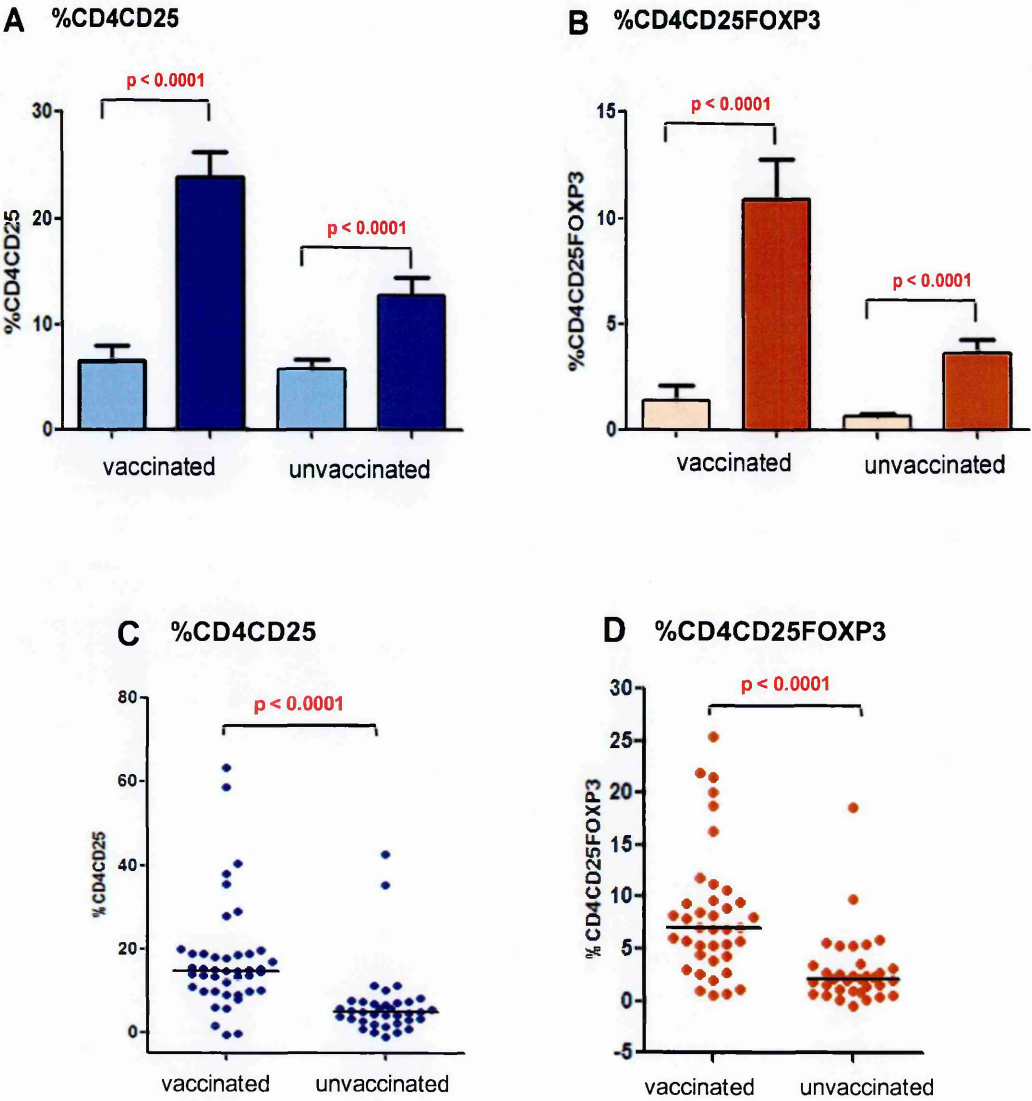 A %CD4CD25
p < 0.0001
30
20
10
0
%CD4CD25
p < 0.0001
vaccinated
unvaccinated
B %CD4CD25FOXP3
p < 0.0001
15
10
5
0
%CD4CD25FOXP3
p < 0.0001
vaccinated
unvaccinated
C %CD4CD25
p < 0.0001
80
60
40
20
0
%CD4CD25
vaccinated
unvaccinated
D %CD4CD25FOXP3
p < 0.0001
30
25
20
15
10
5
0
-5
% CD4CD25FOXP3
vaccinated
unvaccinated